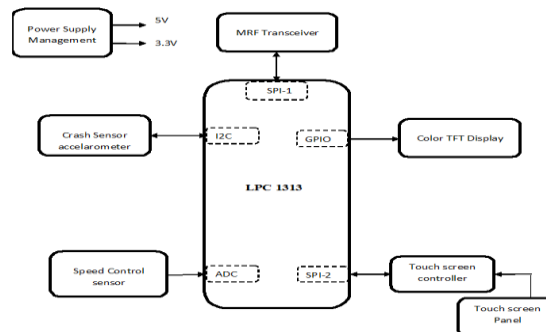 Power Supply
Management
5V
3.3V
MRF Transceiver
SPI-1
Crash Sensor
accelarometer
I2C
GPIO
Color TFT Display
LPC 1313
Speed Control
sensor
ADC
SPI-2
Touch screen
controller
Touch screen
Panel